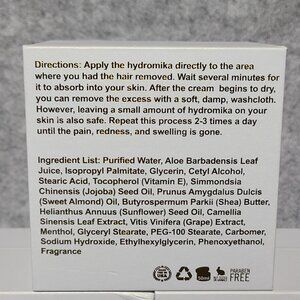 Directions: Apply the hydromika directly to the area
where you had the hair removed. Wait several minutes for
it to absorb into your skin. After the cream begins to dry,
you can remove the excess with a soft, damp, washcloth.
However, leaving a small amount of hydromika on
your skin is also safe. Repeat this process 2-3 times a day
until the pain, redness, and swelling is gone.
Ingredient List: Purified Water, Aloe Barbadensis Leaf
Juice, Isopropyl Palmitate, Glycerin, Cetyl Alcohol,
Stearic Acid, Tocopherol (Vitamin E), Simmondsia
Chinensis (Jojoba) Seed Oil, Prunus Amygdalus Dulcis
(Sweet Almond) Oil, Butyrospermum Parkii (Shea) Butter,
Helianthus Annuus (Sunflower) Seed Oil, Camellia
Sinensis Leaf Extract, Vitis Vinifera (Grape) Extract,
Menthol, Glyceryl Stearate, PEG-100 Stearate, Carbomer,
Sodium Hydroxide, Ethylhexylglycerin, Phenoxyethanol,
Fragrance
50ml
PARABEN
FREE